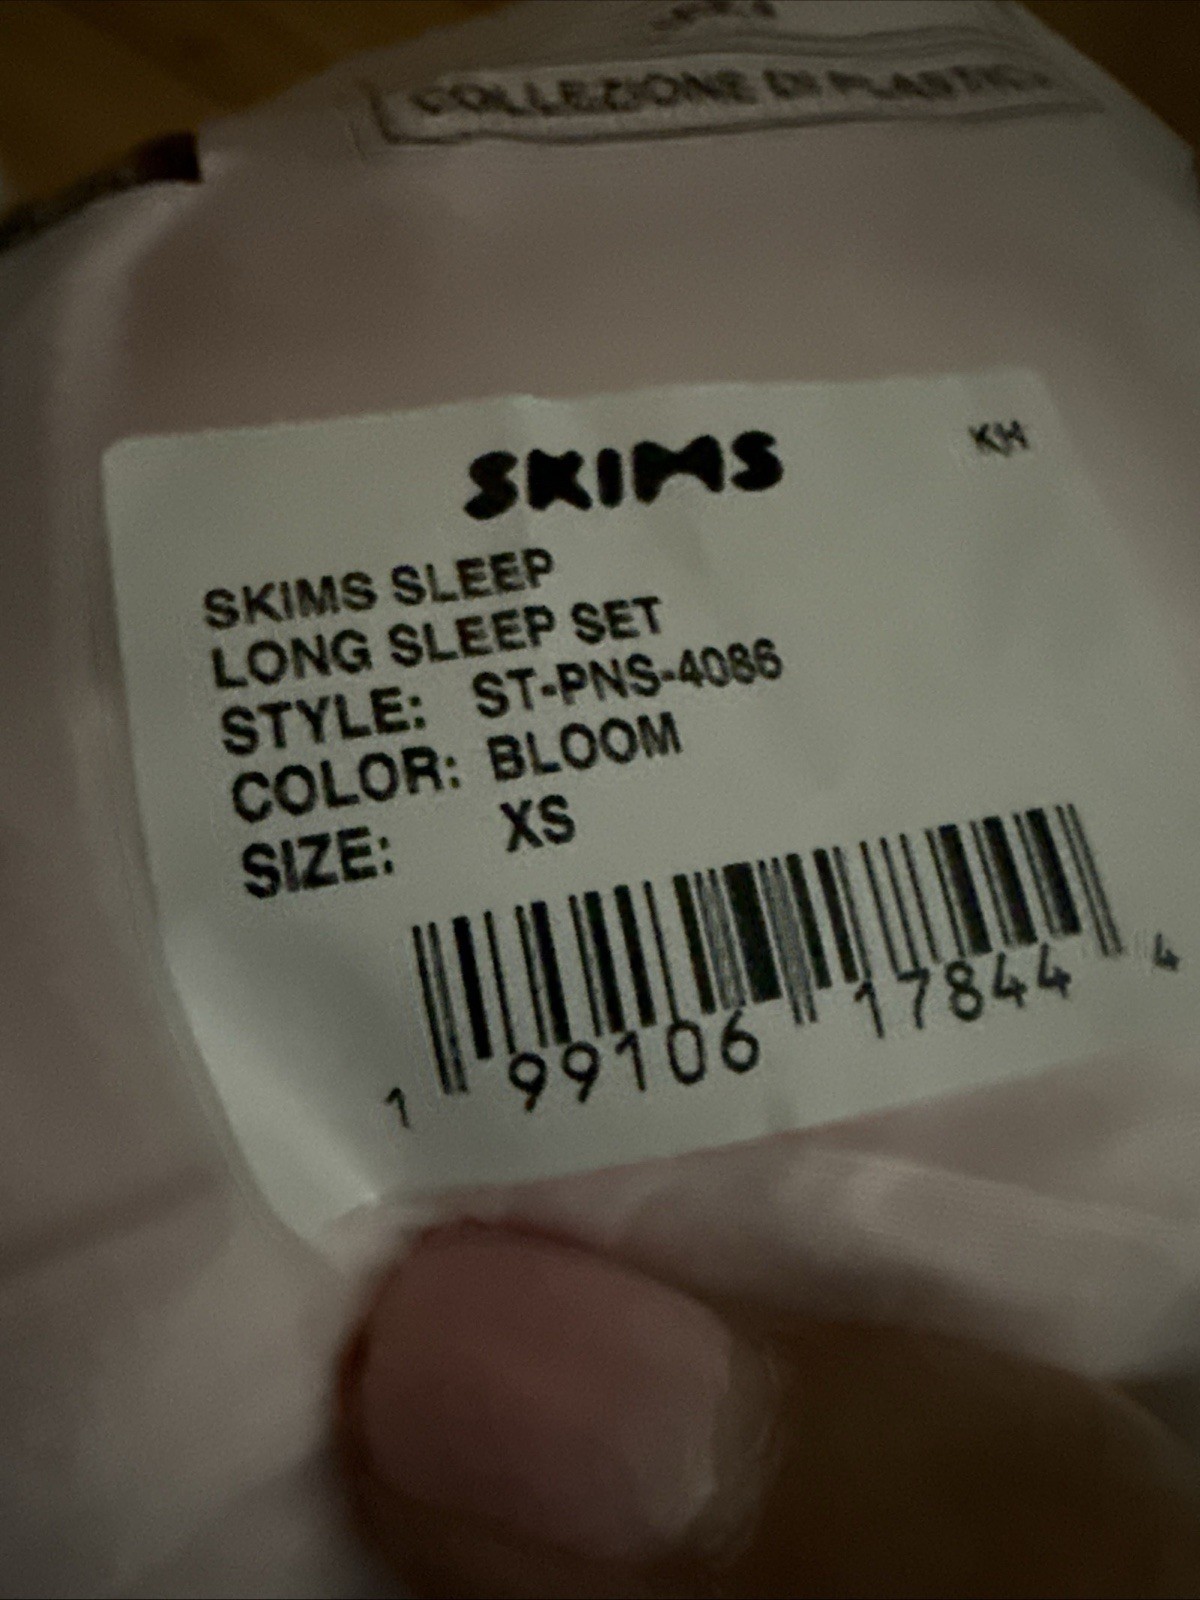 COLLEZIONE DI PLASTICA
SKIMS
KH
SKIMS SLEEP
LONG SLEEP SET
STYLE: ST-PNS-4086
COLOR: BLOOM
SIZE: XS
1 99106 17844 4